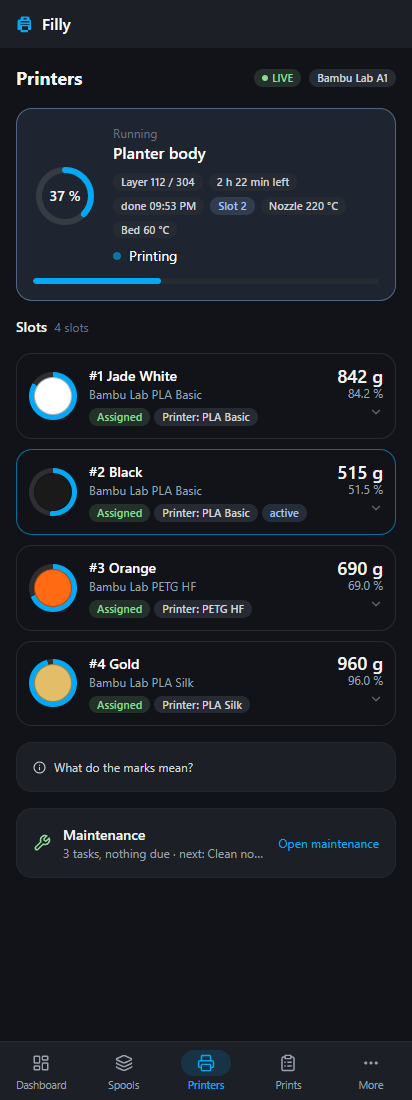 Filly
Printers
LIVE
Bambu Lab A1
Running
Planter body
37 %
Layer 112 / 304
2 h 22 min left
done 09:53 PM
Slot 2
Nozzle 220 °C
Bed 60 °C
Printing
Slots 4 slots
#1 Jade White
842 g
Bambu Lab PLA Basic
84.2 %
Assigned
Printer: PLA Basic
#2 Black
515 g
Bambu Lab PLA Basic
51.5 %
Assigned
Printer: PLA Basic
active
#3 Orange
690 g
Bambu Lab PETG HF
69.0 %
Assigned
Printer: PETG HF
#4 Gold
960 g
Bambu Lab PLA Silk
96.0 %
Assigned
Printer: PLA Silk
What do the marks mean?
Maintenance
3 tasks, nothing due · next: Clean no...
Open maintenance
Dashboard
Spools
Printers
Prints
More